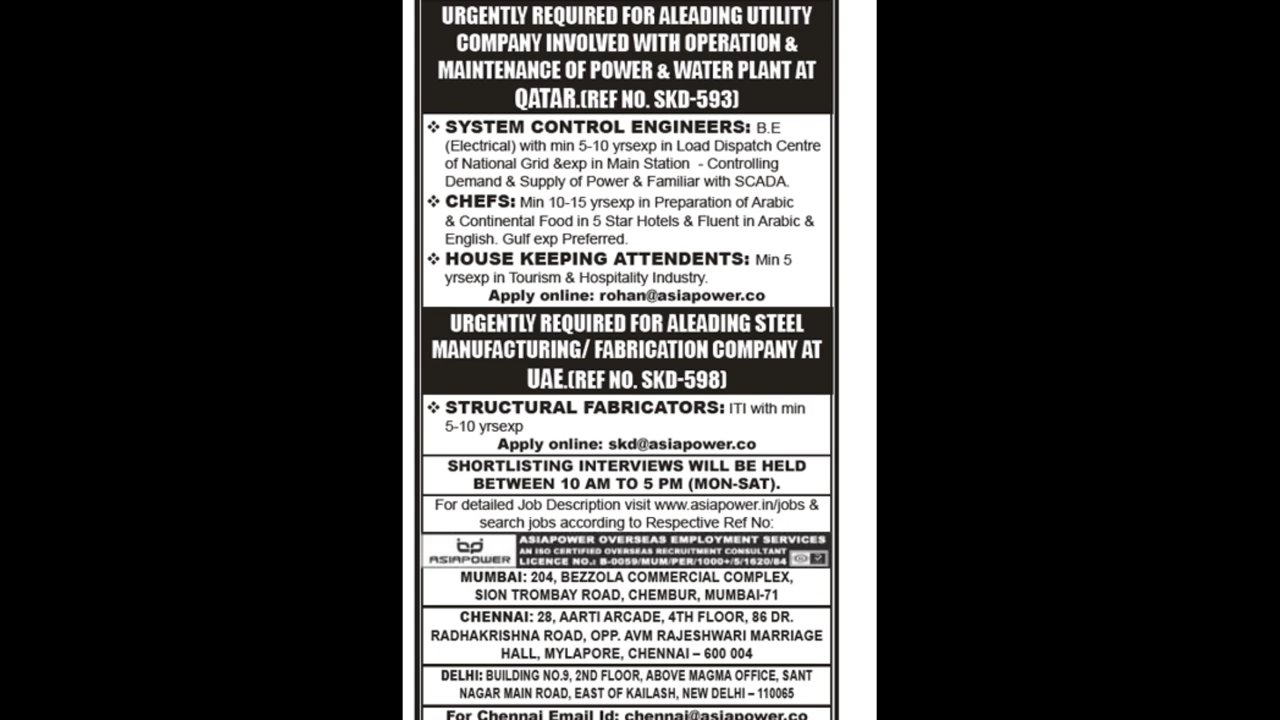 URGENTLY REQUIRED FOR ALEADING UTILITY
COMPANY INVOLVED WITH OPERATION &
MAINTENANCE OF POWER & WATER PLANT AT
QATAR.(REF NO. SKD-593)
❖ SYSTEM CONTROL ENGINEERS: B.E
(Electrical) with min 5-10 yrsexp in Load Dispatch Centre
of National Grid &exp in Main Station - Controlling
Demand & Supply of Power & Familiar with SCADA.
❖ CHEFS: Min 10-15 yrsexp in Preparation of Arabic
& Continental Food in 5 Star Hotels & Fluent in Arabic &
English. Gulf exp Preferred.
❖ HOUSE KEEPING ATTENDENTS: Min 5
yrsexp in Tourism & Hospitality Industry.
Apply online: rohan@asiapower.co
URGENTLY REQUIRED FOR ALEADING STEEL
MANUFACTURING/ FABRICATION COMPANY AT
UAE.(REF NO. SKD-598)
❖ STRUCTURAL FABRICATORS: ITI with min
5-10 yrsexp
Apply online: skd@asiapower.co
SHORTLISTING INTERVIEWS WILL BE HELD
BETWEEN 10 AM TO 5 PM (MON-SAT).
For detailed Job Description visit www.asiapower.in/jobs &
search jobs according to Respective Ref No:
ASIAPOWER
ASIAPOWER OVERSEAS EMPLOYMENT SERVICES
AN ISO CERTIFIED OVERSEAS RECRUITMENT CONSULTANT
LICENCE NO.: B-0059/MUM/PER/1000+/5/1620/84
MUMBAI: 204, BEZZOLA COMMERCIAL COMPLEX,
SION TROMBAY ROAD, CHEMBUR, MUMBAI-71
CHENNAI: 28, AARTI ARCADE, 4TH FLOOR, 86 DR.
RADHAKRISHNA ROAD, OPP. AVM RAJESHWARI MARRIAGE
HALL, MYLAPORE, CHENNAI – 600 004
DELHI: BUILDING NO.9, 2ND FLOOR, ABOVE MAGMA OFFICE, SANT
NAGAR MAIN ROAD, EAST OF KAILASH, NEW DELHI – 110065
For Chennai Email Id: chennai@asiapower.co